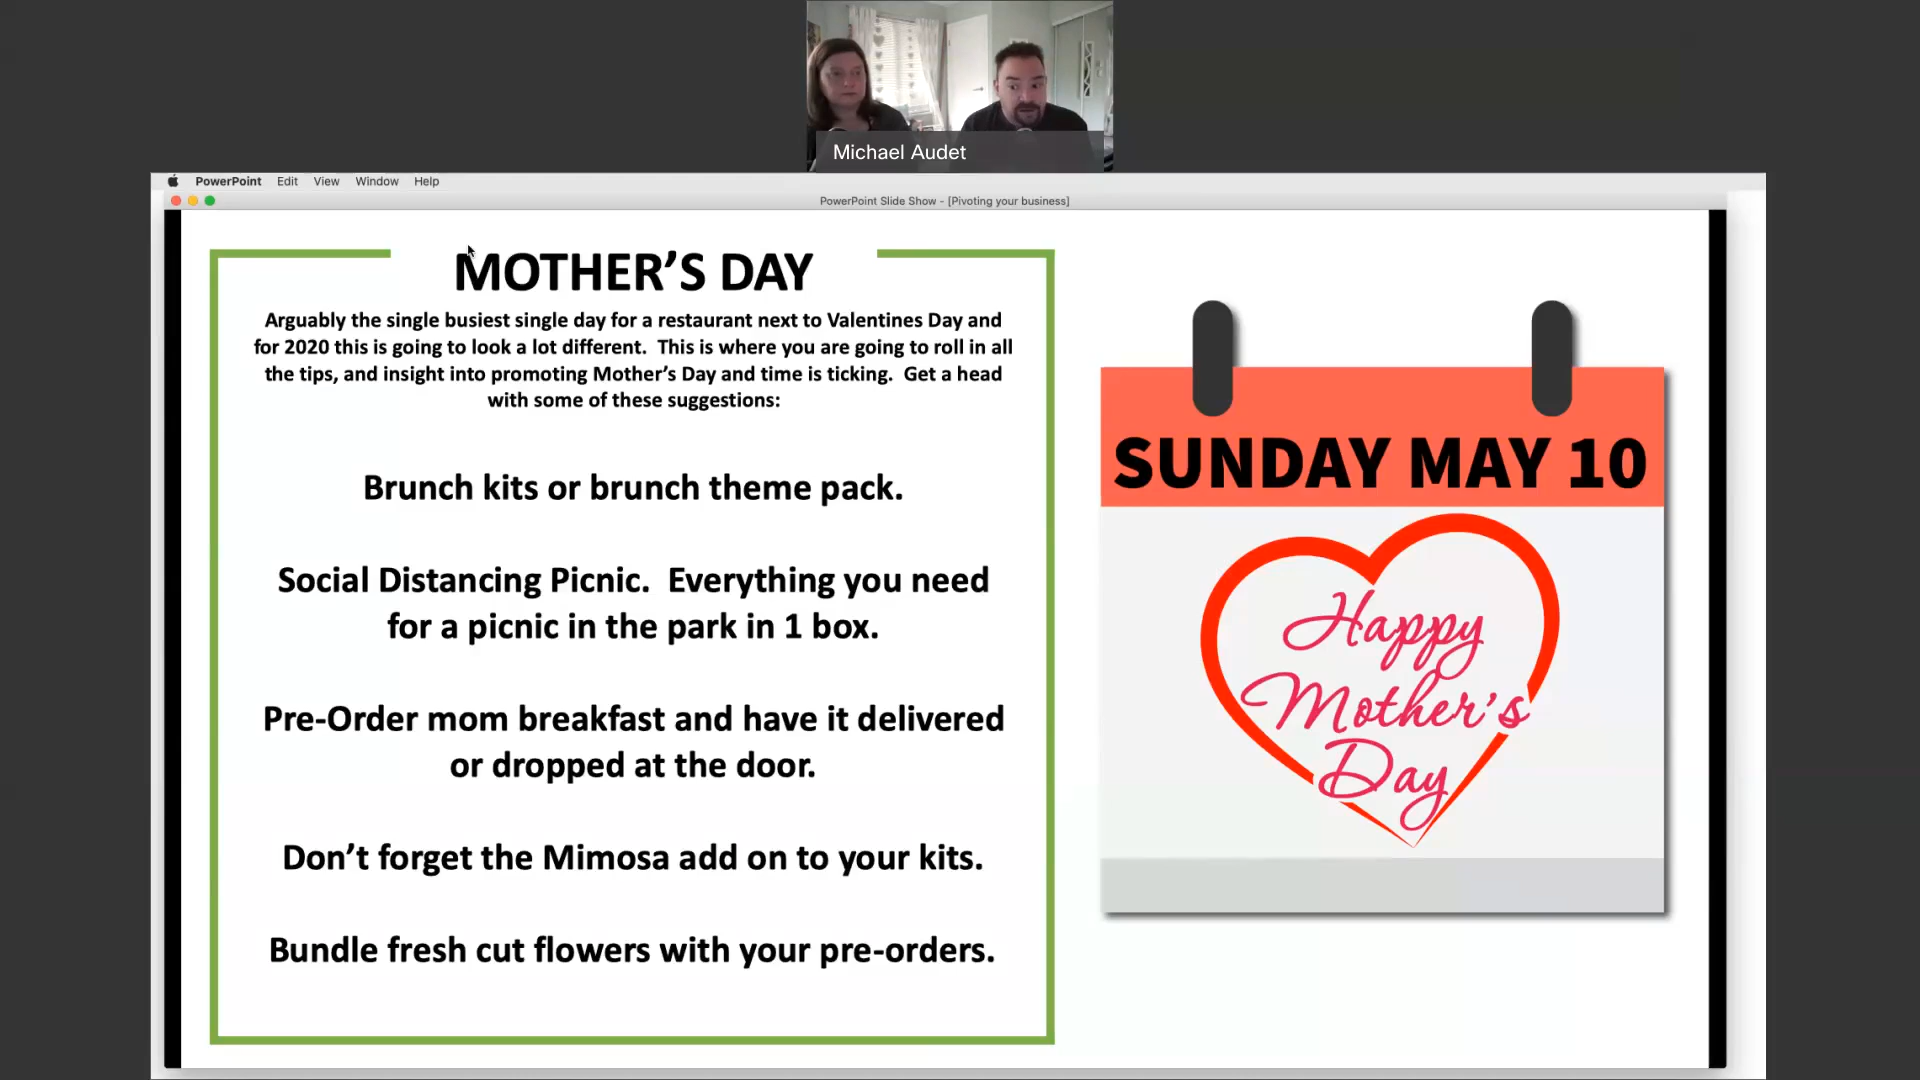 Michael Audet
PowerPoint Edit View Window Help
PowerPoint Slide Show - [Pivoting your business]
MOTHER’S DAY
Arguably the single busiest single day for a restaurant next to Valentines Day and
for 2020 this is going to look a lot different.  This is where you are going to roll in all
the tips, and insight into promoting Mother’s Day and time is ticking.  Get a head
with some of these suggestions:
Brunch kits or brunch theme pack.
Social Distancing Picnic.  Everything you need
for a picnic in the park in 1 box.
Pre-Order mom breakfast and have it delivered
or dropped at the door.
Don’t forget the Mimosa add on to your kits.
Bundle fresh cut flowers with your pre-orders.
SUNDAY MAY 10
Happy
Mother’s
Day